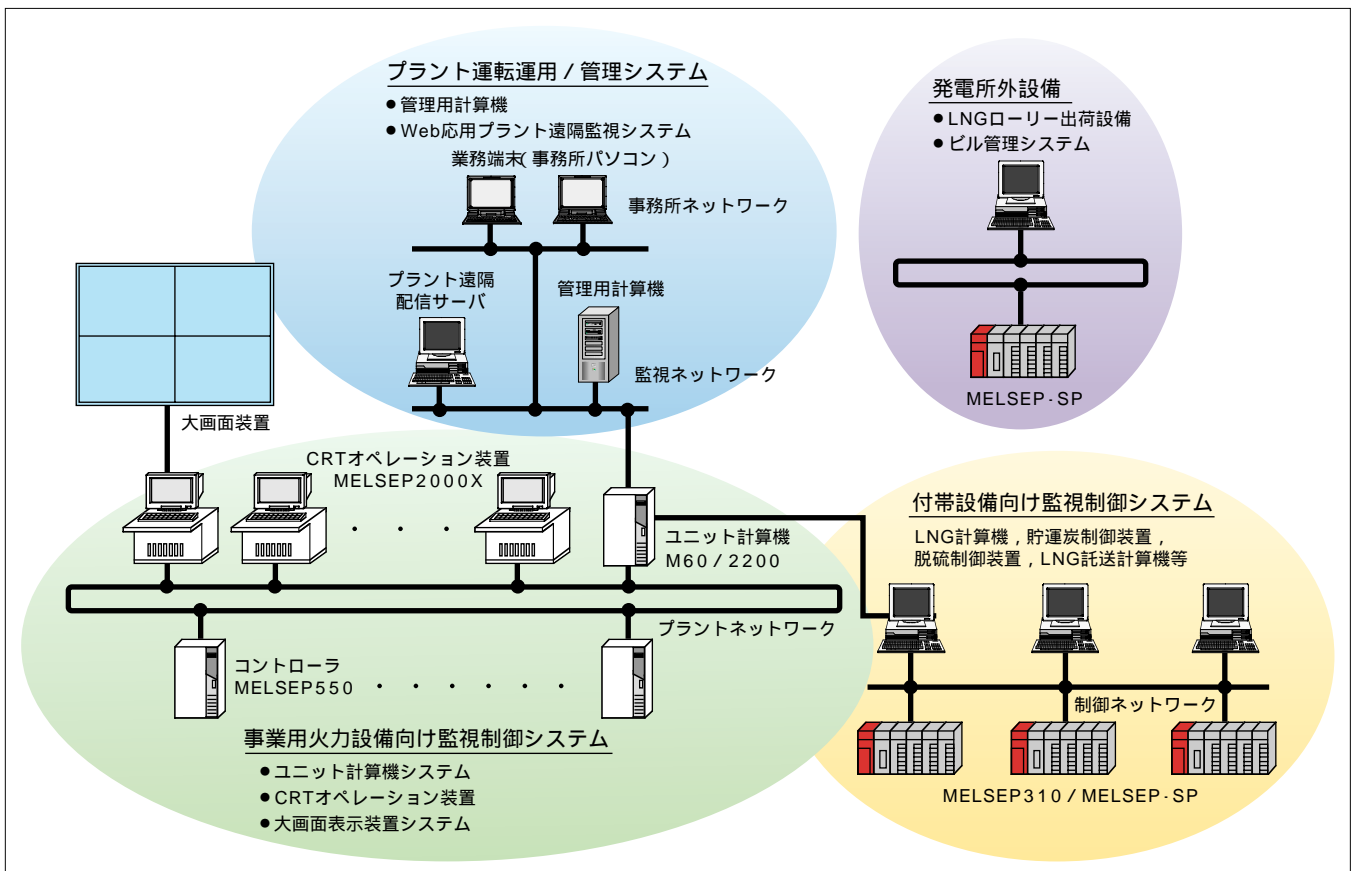 プラント運転運用/管理システム
●管理用計算機
●Web応用プラント遠隔監視システム
業務端末(事務所パソコン)
事務所ネットワーク
プラント遠隔
配信サーバ
管理用計算機
監視ネットワーク
発電所外設備
●LNGローリー出荷設備
●ビル管理システム
MELSEP-SP
大画面装置
CRTオペレーション装置
MELSEP2000X
・・・
ユニット計算機
M60/2200
プラントネットワーク
コントローラ
MELSEP550 ・・・・・・
事業用火力設備向け監視制御システム
●ユニット計算機システム
●CRTオペレーション装置
●大画面表示装置システム
付帯設備向け監視制御システム
LNG計算機,貯運炭制御装置,
脱硫制御装置,LNG託送計算機等
制御ネットワーク
MELSEP310/MELSEP-SP